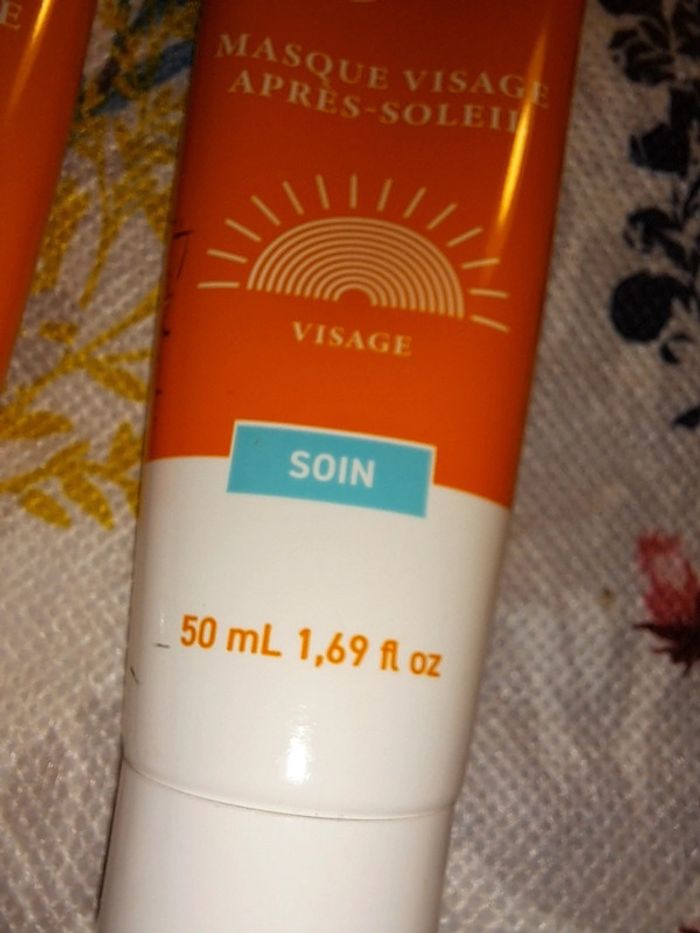 MASQUE VISAGE
APRÈS-SOLEIL
VISAGE
SOIN
50 mL 1,69 fl oz